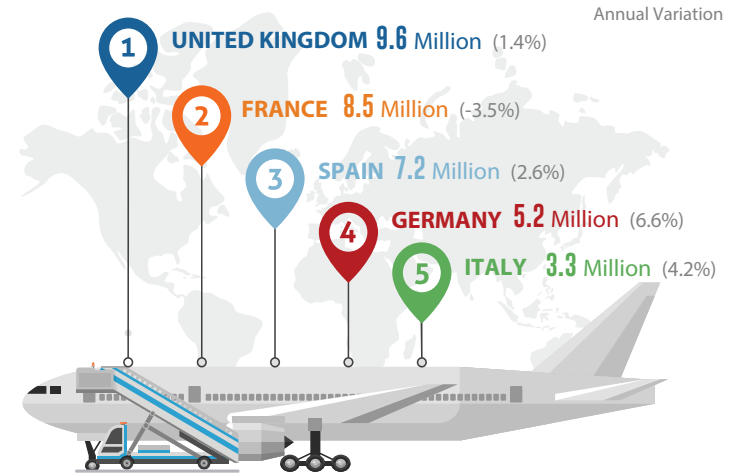 Annual Variation
1 UNITED KINGDOM 9.6 Million (1.4%)
2 FRANCE 8.5 Million (-3.5%)
3 SPAIN 7.2 Million (2.6%)
4 GERMANY 5.2 Million (6.6%)
5 ITALY 3.3 Million (4.2%)